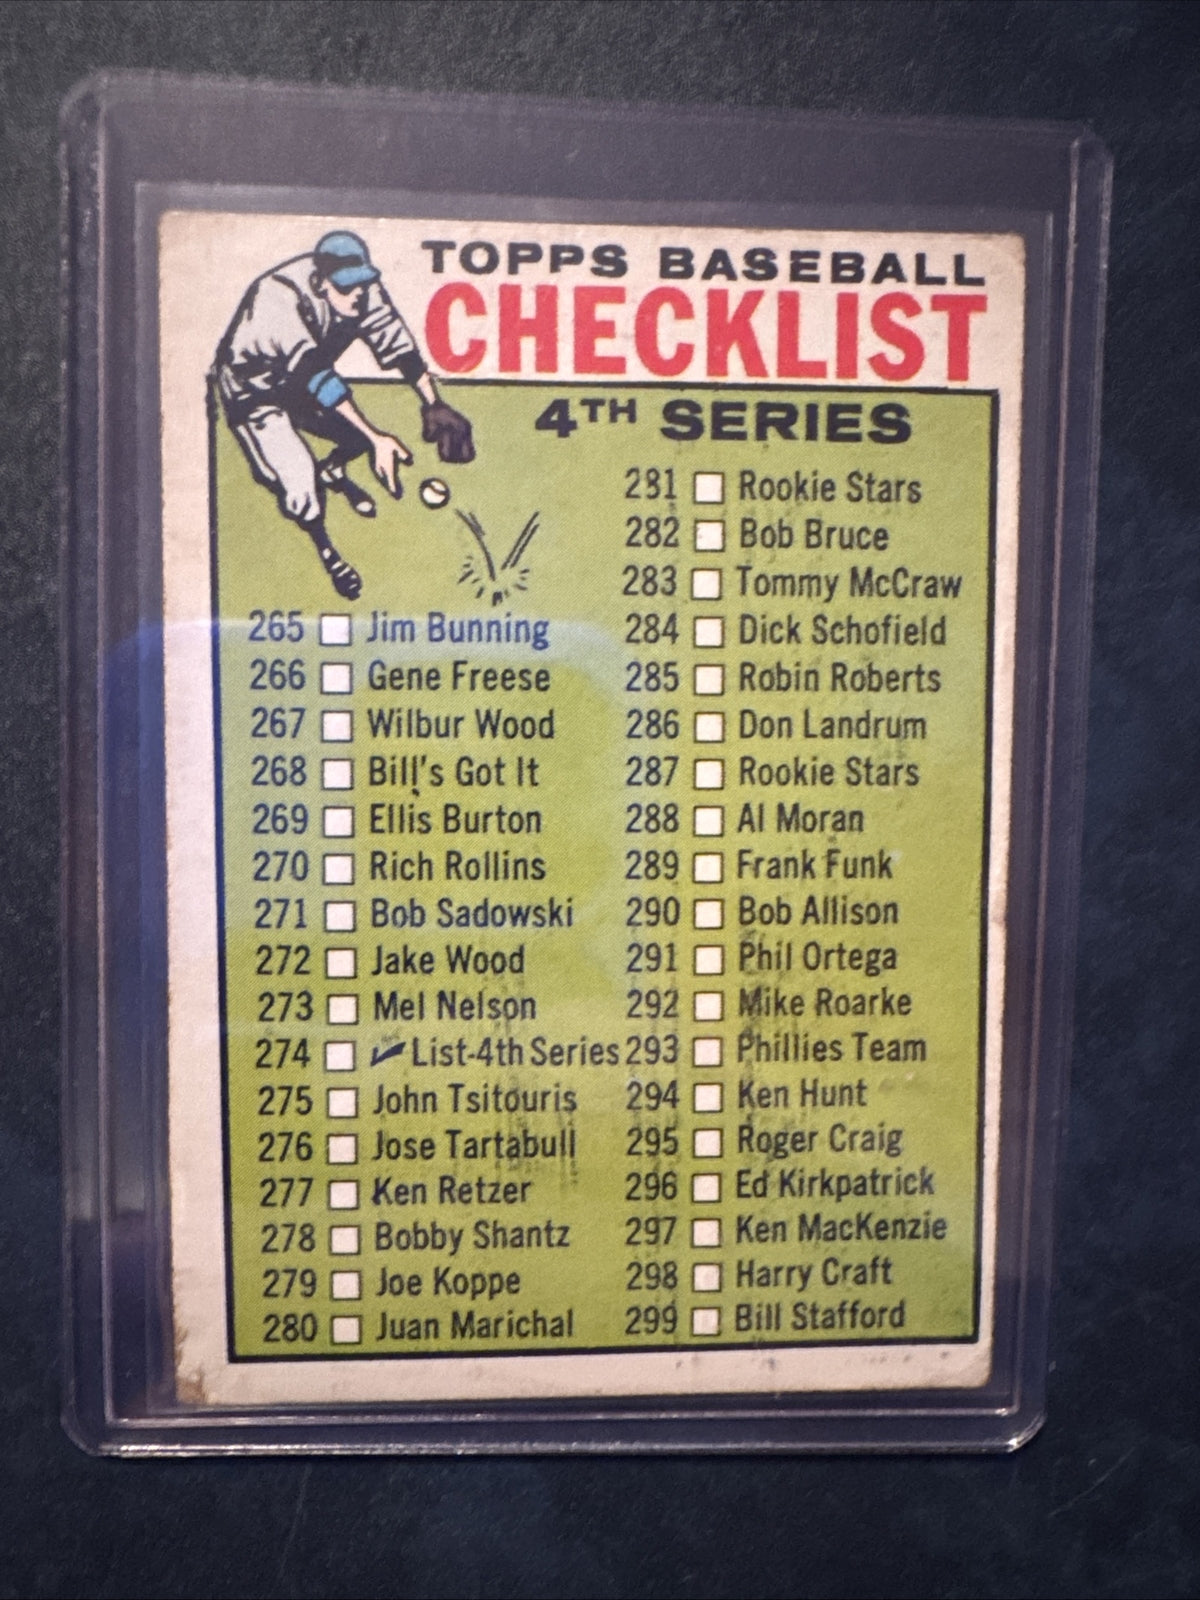 TOPPS BASEBALL
CHECKLIST
4TH SERIES
265 Jim Bunning
266 Gene Freese
267 Wilbur Wood
268 Bill's Got It
269 Ellis Burton
270 Rich Rollins
271 Bob Sadowski
272 Jake Wood
273 Mel Nelson
274 ✓List-4th Series
275 John Tsitouris
276 Jose Tartabull
277 Ken Retzer
278 Bobby Shantz
279 Joe Koppe
280 Juan Marichal
281 Rookie Stars
282 Bob Bruce
283 Tommy McCraw
284 Dick Schofield
285 Robin Roberts
286 Don Landrum
287 Rookie Stars
288 Al Moran
289 Frank Funk
290 Bob Allison
291 Phil Ortega
292 Mike Roarke
293 Phillies Team
294 Ken Hunt
295 Roger Craig
296 Ed Kirkpatrick
297 Ken MacKenzie
298 Harry Craft
299 Bill Stafford